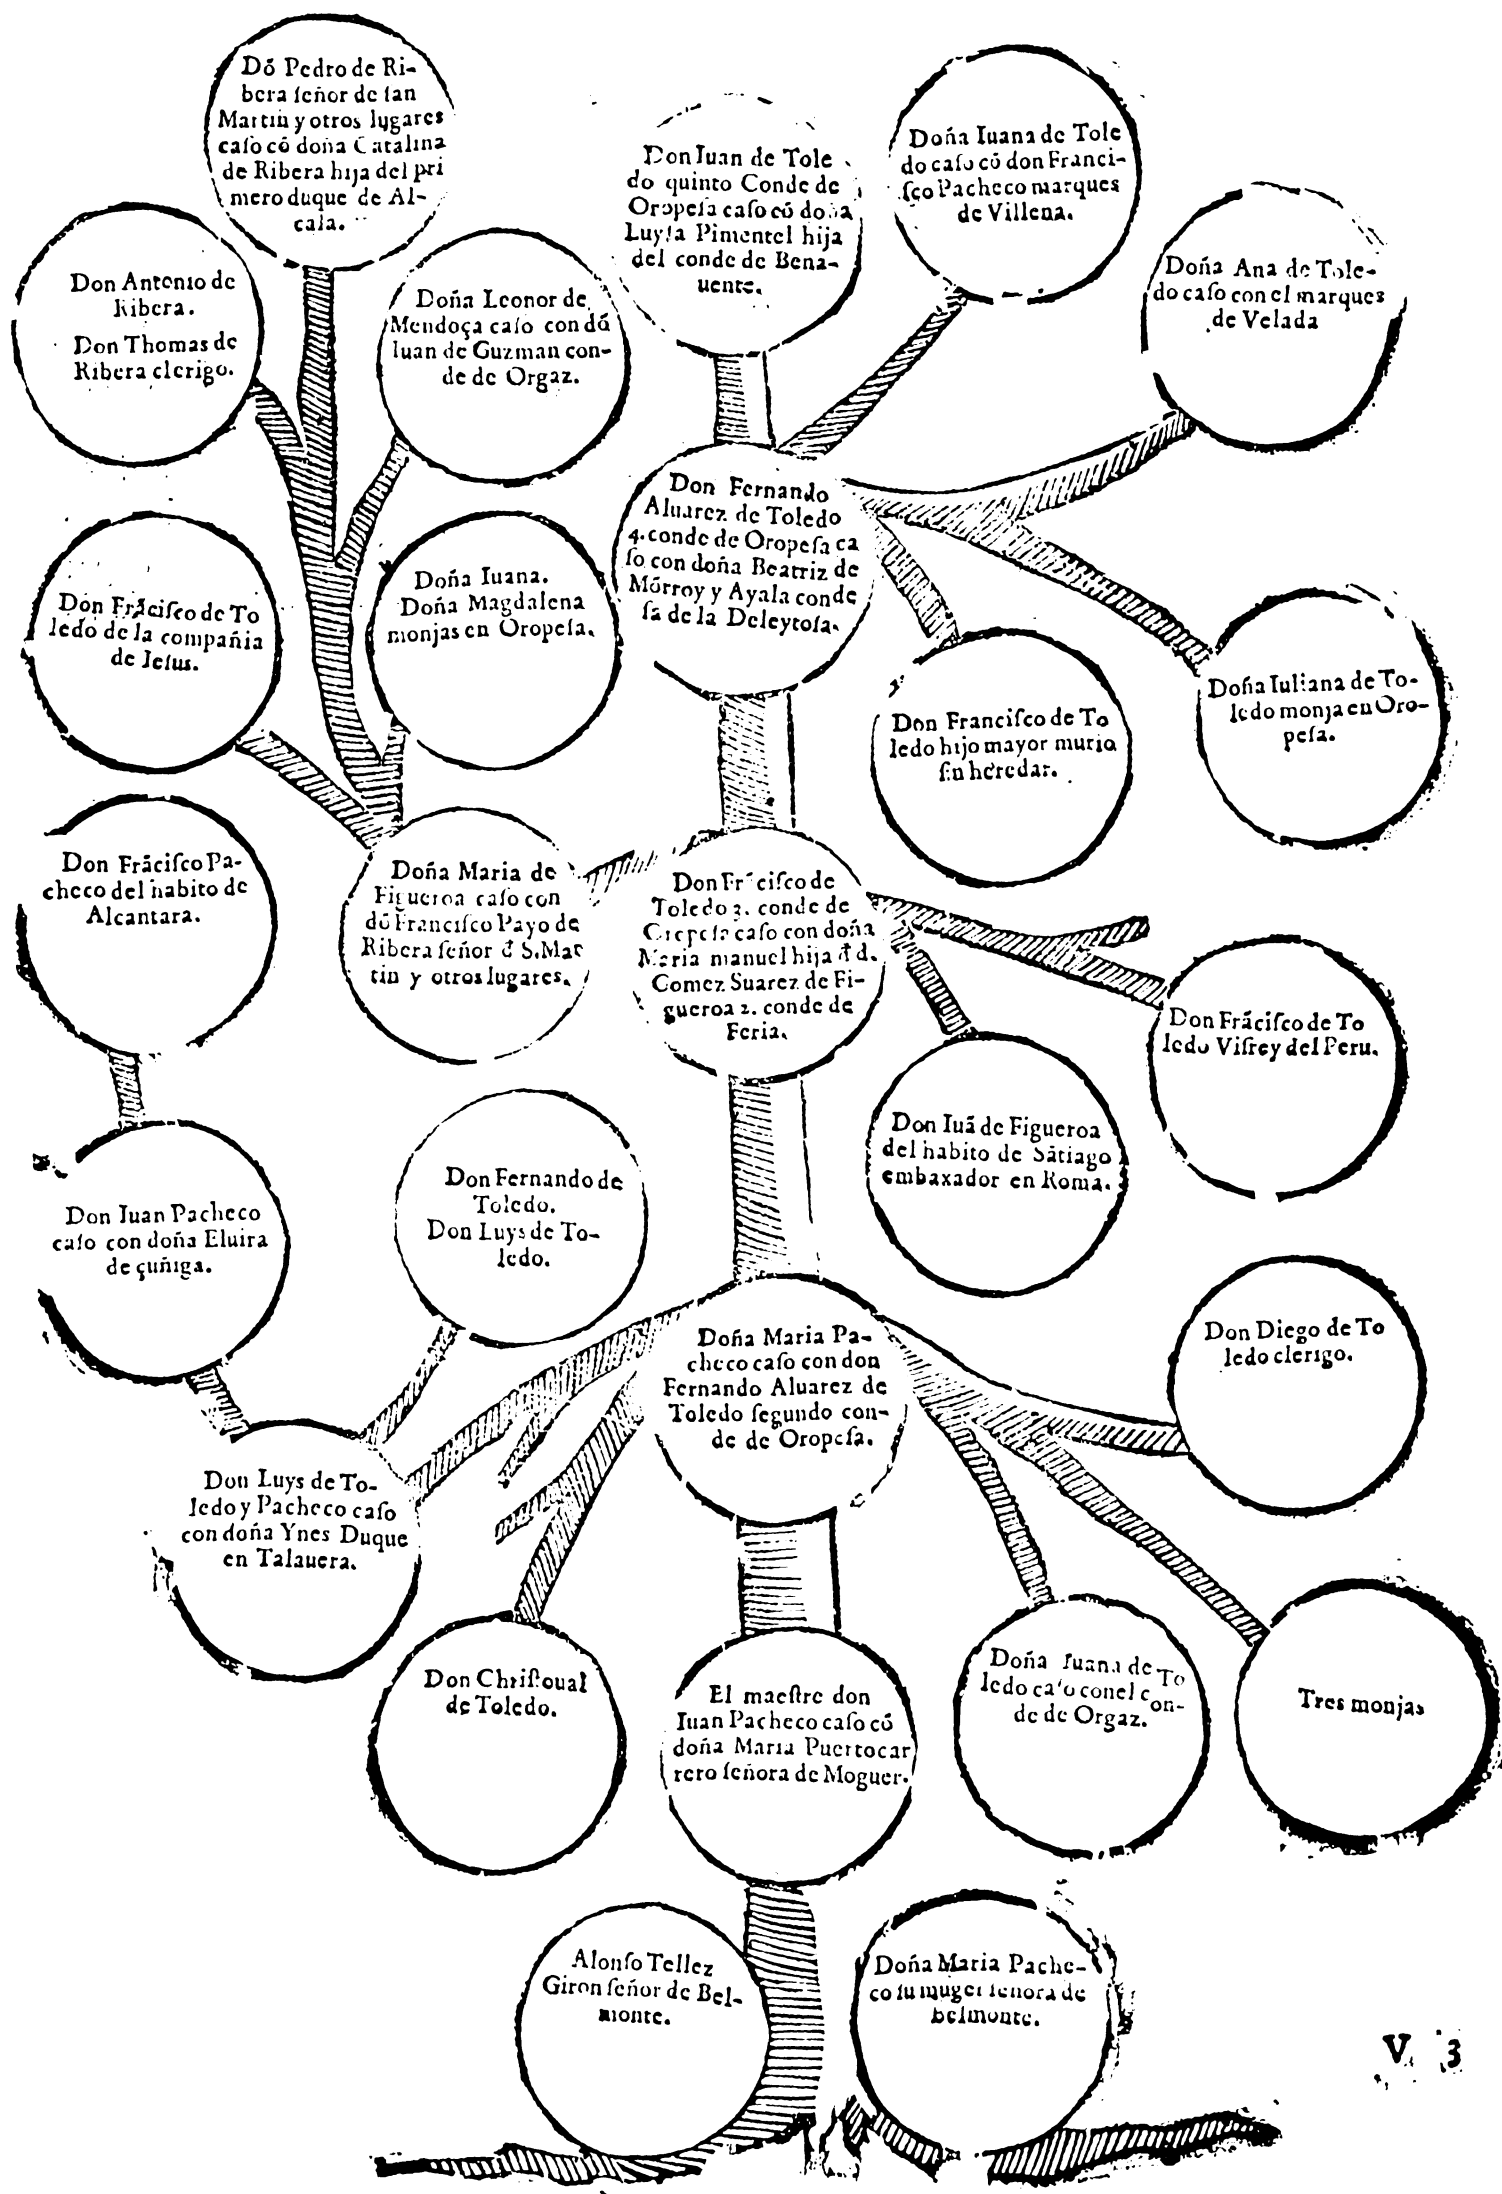 Dō Pedro de Ri-
bera ſeñor de ſan
Martin y otros lugares
caſo cō doña Catalina
de Ribera hija del pri
mero duque de Al-
cala.
Don Iuan de Tole
do quinto Conde de
Oropeſa caſo cō doña
Luyſa Pimentel hija
del conde de Bena-
uente.
Doña Iuana de Tole
do caſo cō don Franci-
ſco Pacheco marques
de Villena.
Doña Ana de Tole-
do caſo con el marques
de Velada
Don Antonio de
Ribera.
Don Thomas de
Ribera clerigo.
Doña Leonor de
Mendoça caſo con dō
Iuan de Guzman con-
de de Orgaz.
Don Fernando
Aluarez de Toledo
4. conde de Oropeſa ca
ſo con doña Beatriz de
Mōrroy y Ayala conde
ſa de la Deleytoſa.
Don Frāciſco de To
ledo de la compañia
de Ieſus.
Doña Iuana.
Doña Magdalena
monjas en Oropeſa.
Don Franciſco de To
ledo hijo mayor murio
ſin heredar.
Doña Iuliana de To-
ledo monja en Oro-
peſa.
Don Frāciſco Pa-
checo del habito de
Alcantara.
Doña Maria de
Figueroa caſo con
dō Franciſco Payo de
Ribera ſeñor đ S. Mar
tin y otros lugares.
Don Frāciſco de
Toledo 3. conde de
Oropeſa caſo con doña
Maria manuel hija đ d.
Gomez Suarez de Fi-
gueroa 2. conde de
Feria.
Don Frāciſco de To
ledo Viſrey del Peru.
Don Iuā de Figueroa
del habito de Sātiago
embaxador en Roma.
Don Iuan Pacheco
caſo con doña Eluira
de çuñiga.
Don Fernando de
Toledo.
Don Luys de To-
ledo.
Doña Maria Pa-
checo caſo con don
Fernando Aluarez de
Toledo ſegundo con-
de de Oropeſa.
Don Diego de To
ledo clerigo.
Don Luys de To-
ledo y Pacheco caſo
con doña Ynes Duque
en Talauera.
Don Chriſtoual
de Toledo.
El maeſtre don
Iuan Pacheco caſo cō
doña Maria Puertocar
rero ſeñora de Moguer.
Doña Iuana de To
ledo caſo con el con-
de de Orgaz.
Tres monjas
Alonſo Tellez
Giron ſeñor de Bel-
monte.
Doña Maria Pache-
co ſu muger ſeñora de
Belmonte.
V 3